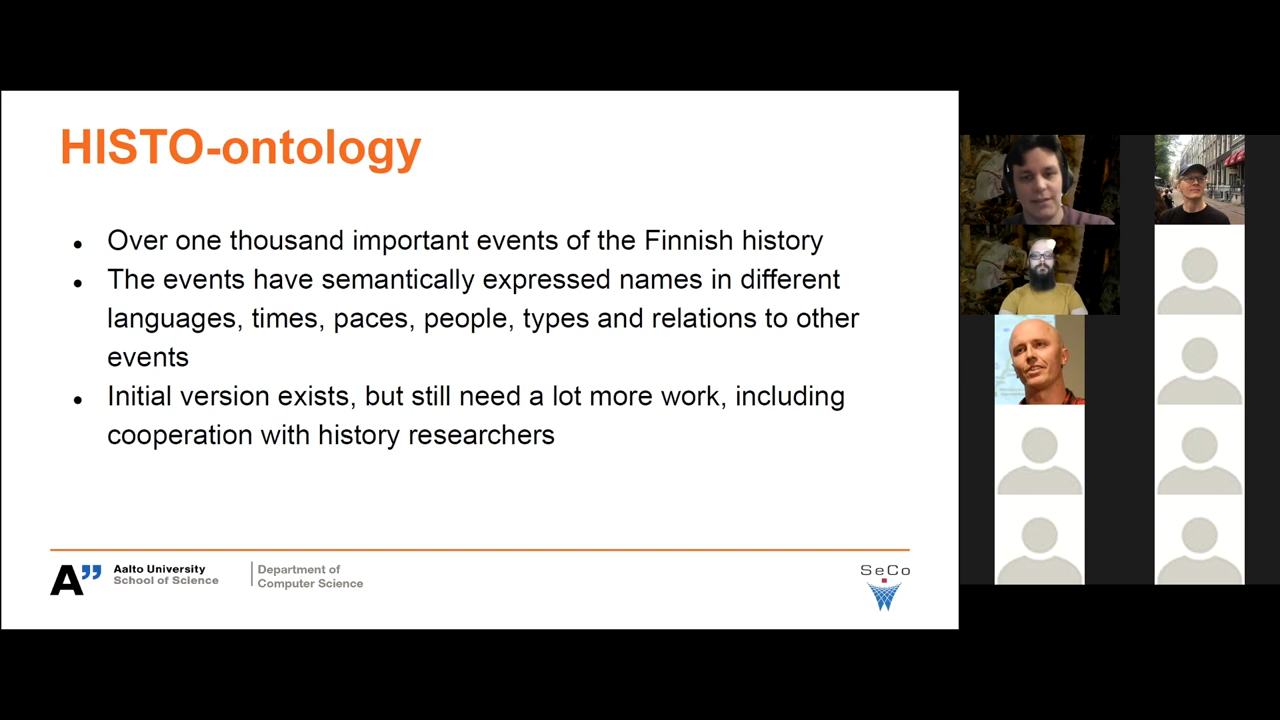 HISTO-ontology
• Over one thousand important events of the Finnish history
• The events have semantically expressed names in different
languages, times, paces, people, types and relations to other
events
• Initial version exists, but still need a lot more work, including
cooperation with history researchers
A”
Aalto University
School of Science
Department of
Computer Science
SeCo